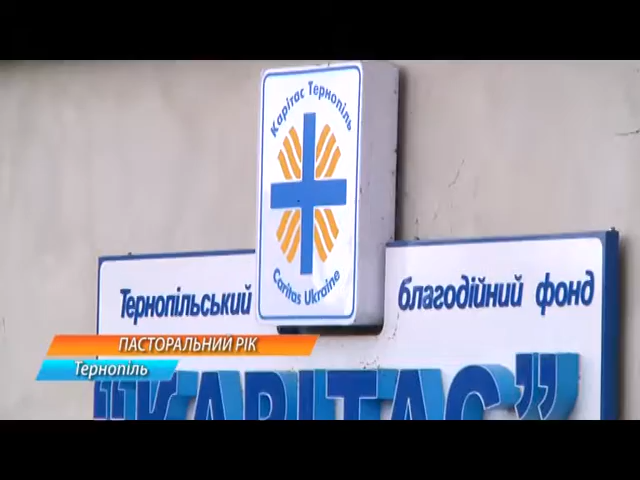 Карітас Тернопіль
Caritas Ukraine
Тернопільський благодійний фонд
"КАРІТАС"
ПАСТОРАЛЬНИЙ РІК
Тернопіль